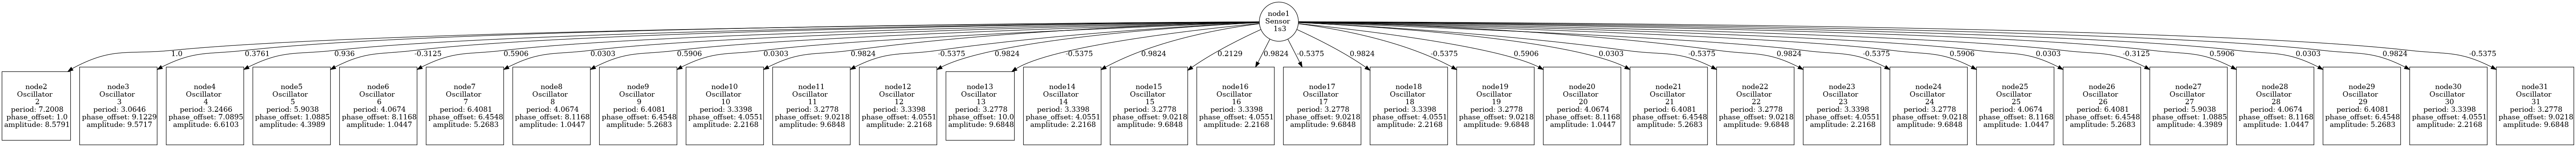 node1
Sensor
1s3
1.0
0.3761
0.936
-0.3125
0.5906
0.0303
0.5906
0.0303
0.9824
-0.5375
0.9824
-0.5375
0.9824
0.2129
0.9824
-0.5375
0.9824
-0.5375
0.5906
0.0303
-0.5375
0.9824
-0.5375
0.5906
0.0303
-0.3125
0.5906
0.0303
0.9824
-0.5375
node2
Oscillator
2
period: 7.2008
phase_offset: 1.0
amplitude: 8.5791
node3
Oscillator
3
period: 3.0646
phase_offset: 9.1229
amplitude: 9.5717
node4
Oscillator
4
period: 3.2466
phase_offset: 7.0895
amplitude: 6.6103
node5
Oscillator
5
period: 5.9038
phase_offset: 1.0885
amplitude: 4.3989
node6
Oscillator
6
period: 4.0674
phase_offset: 8.1168
amplitude: 1.0447
node7
Oscillator
7
period: 6.4081
phase_offset: 6.4548
amplitude: 5.2683
node8
Oscillator
8
period: 4.0674
phase_offset: 8.1168
amplitude: 1.0447
node9
Oscillator
9
period: 6.4081
phase_offset: 6.4548
amplitude: 5.2683
node10
Oscillator
10
period: 3.3398
phase_offset: 4.0551
amplitude: 2.2168
node11
Oscillator
11
period: 3.2778
phase_offset: 9.0218
amplitude: 9.6848
node12
Oscillator
12
period: 3.3398
phase_offset: 4.0551
amplitude: 2.2168
node13
Oscillator
13
period: 3.2778
phase_offset: 10.0
amplitude: 9.6848
node14
Oscillator
14
period: 3.3398
phase_offset: 4.0551
amplitude: 2.2168
node15
Oscillator
15
period: 3.2778
phase_offset: 9.0218
amplitude: 9.6848
node16
Oscillator
16
period: 3.3398
phase_offset: 4.0551
amplitude: 2.2168
node17
Oscillator
17
period: 3.2778
phase_offset: 9.0218
amplitude: 9.6848
node18
Oscillator
18
period: 3.3398
phase_offset: 4.0551
amplitude: 2.2168
node19
Oscillator
19
period: 3.2778
phase_offset: 9.0218
amplitude: 9.6848
node20
Oscillator
20
period: 4.0674
phase_offset: 8.1168
amplitude: 1.0447
node21
Oscillator
21
period: 6.4081
phase_offset: 6.4548
amplitude: 5.2683
node22
Oscillator
22
period: 3.2778
phase_offset: 9.0218
amplitude: 9.6848
node23
Oscillator
23
period: 3.3398
phase_offset: 4.0551
amplitude: 2.2168
node24
Oscillator
24
period: 3.2778
phase_offset: 9.0218
amplitude: 9.6848
node25
Oscillator
25
period: 4.0674
phase_offset: 8.1168
amplitude: 1.0447
node26
Oscillator
26
period: 6.4081
phase_offset: 6.4548
amplitude: 5.2683
node27
Oscillator
27
period: 5.9038
phase_offset: 1.0885
amplitude: 4.3989
node28
Oscillator
28
period: 4.0674
phase_offset: 8.1168
amplitude: 1.0447
node29
Oscillator
29
period: 6.4081
phase_offset: 6.4548
amplitude: 5.2683
node30
Oscillator
30
period: 3.3398
phase_offset: 4.0551
amplitude: 2.2168
node31
Oscillator
31
period: 3.2778
phase_offset: 9.0218
amplitude: 9.6848